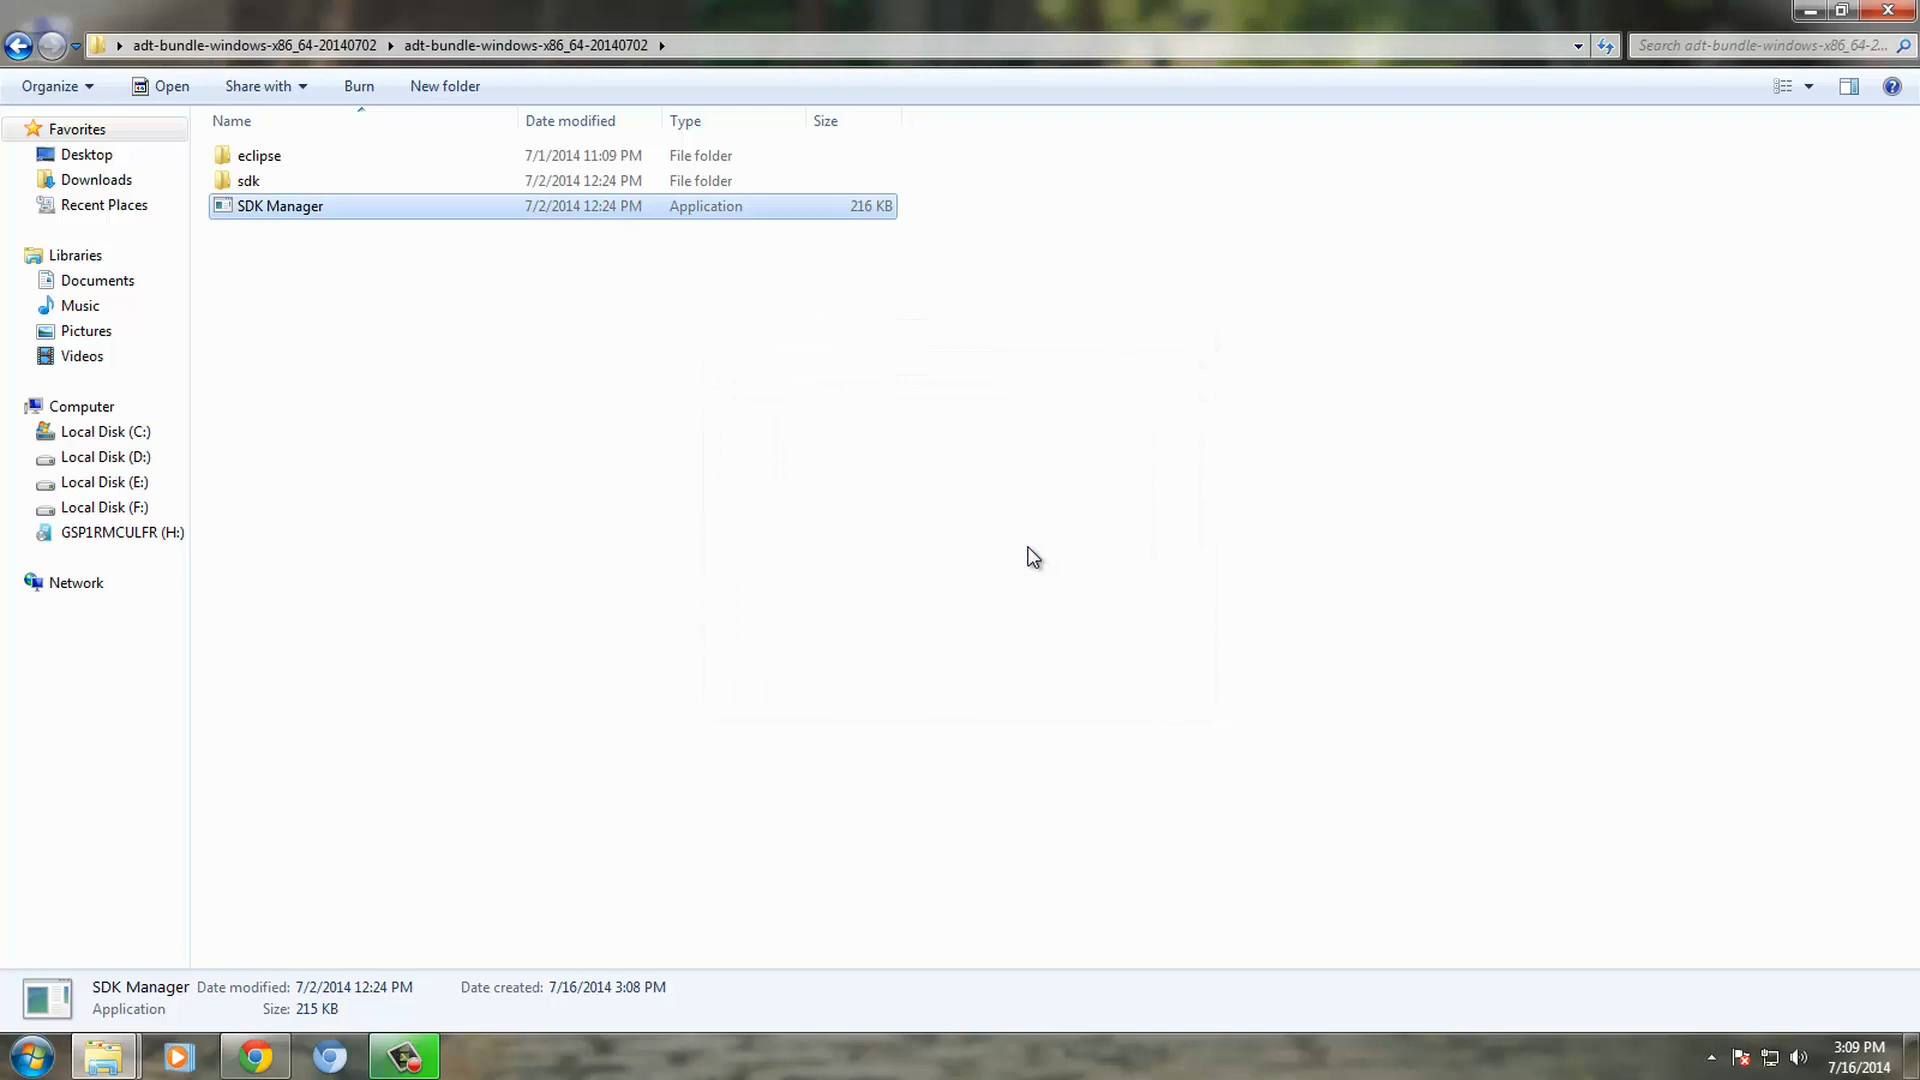 adt-bundle-windows-x86_64-20140702 adt-bundle-windows-x86_64-20140702
Search adt-bundle-windows-x86_64-2...
Organize Open Share with Burn New folder
Name Date modified Type Size
Favorites
Desktop
Downloads
Recent Places
Libraries
Documents
Music
Pictures
Videos
Computer
Local Disk (C:)
Local Disk (D:)
Local Disk (E:)
Local Disk (F:)
GSP1RMCULFR (H:)
Network
eclipse 7/1/2014 11:09 PM File folder
sdk 7/2/2014 12:24 PM File folder
SDK Manager 7/2/2014 12:24 PM Application 216 KB
SDK Manager Date modified: 7/2/2014 12:24 PM Date created: 7/16/2014 3:08 PM
Application Size: 215 KB
3:09 PM
7/16/2014